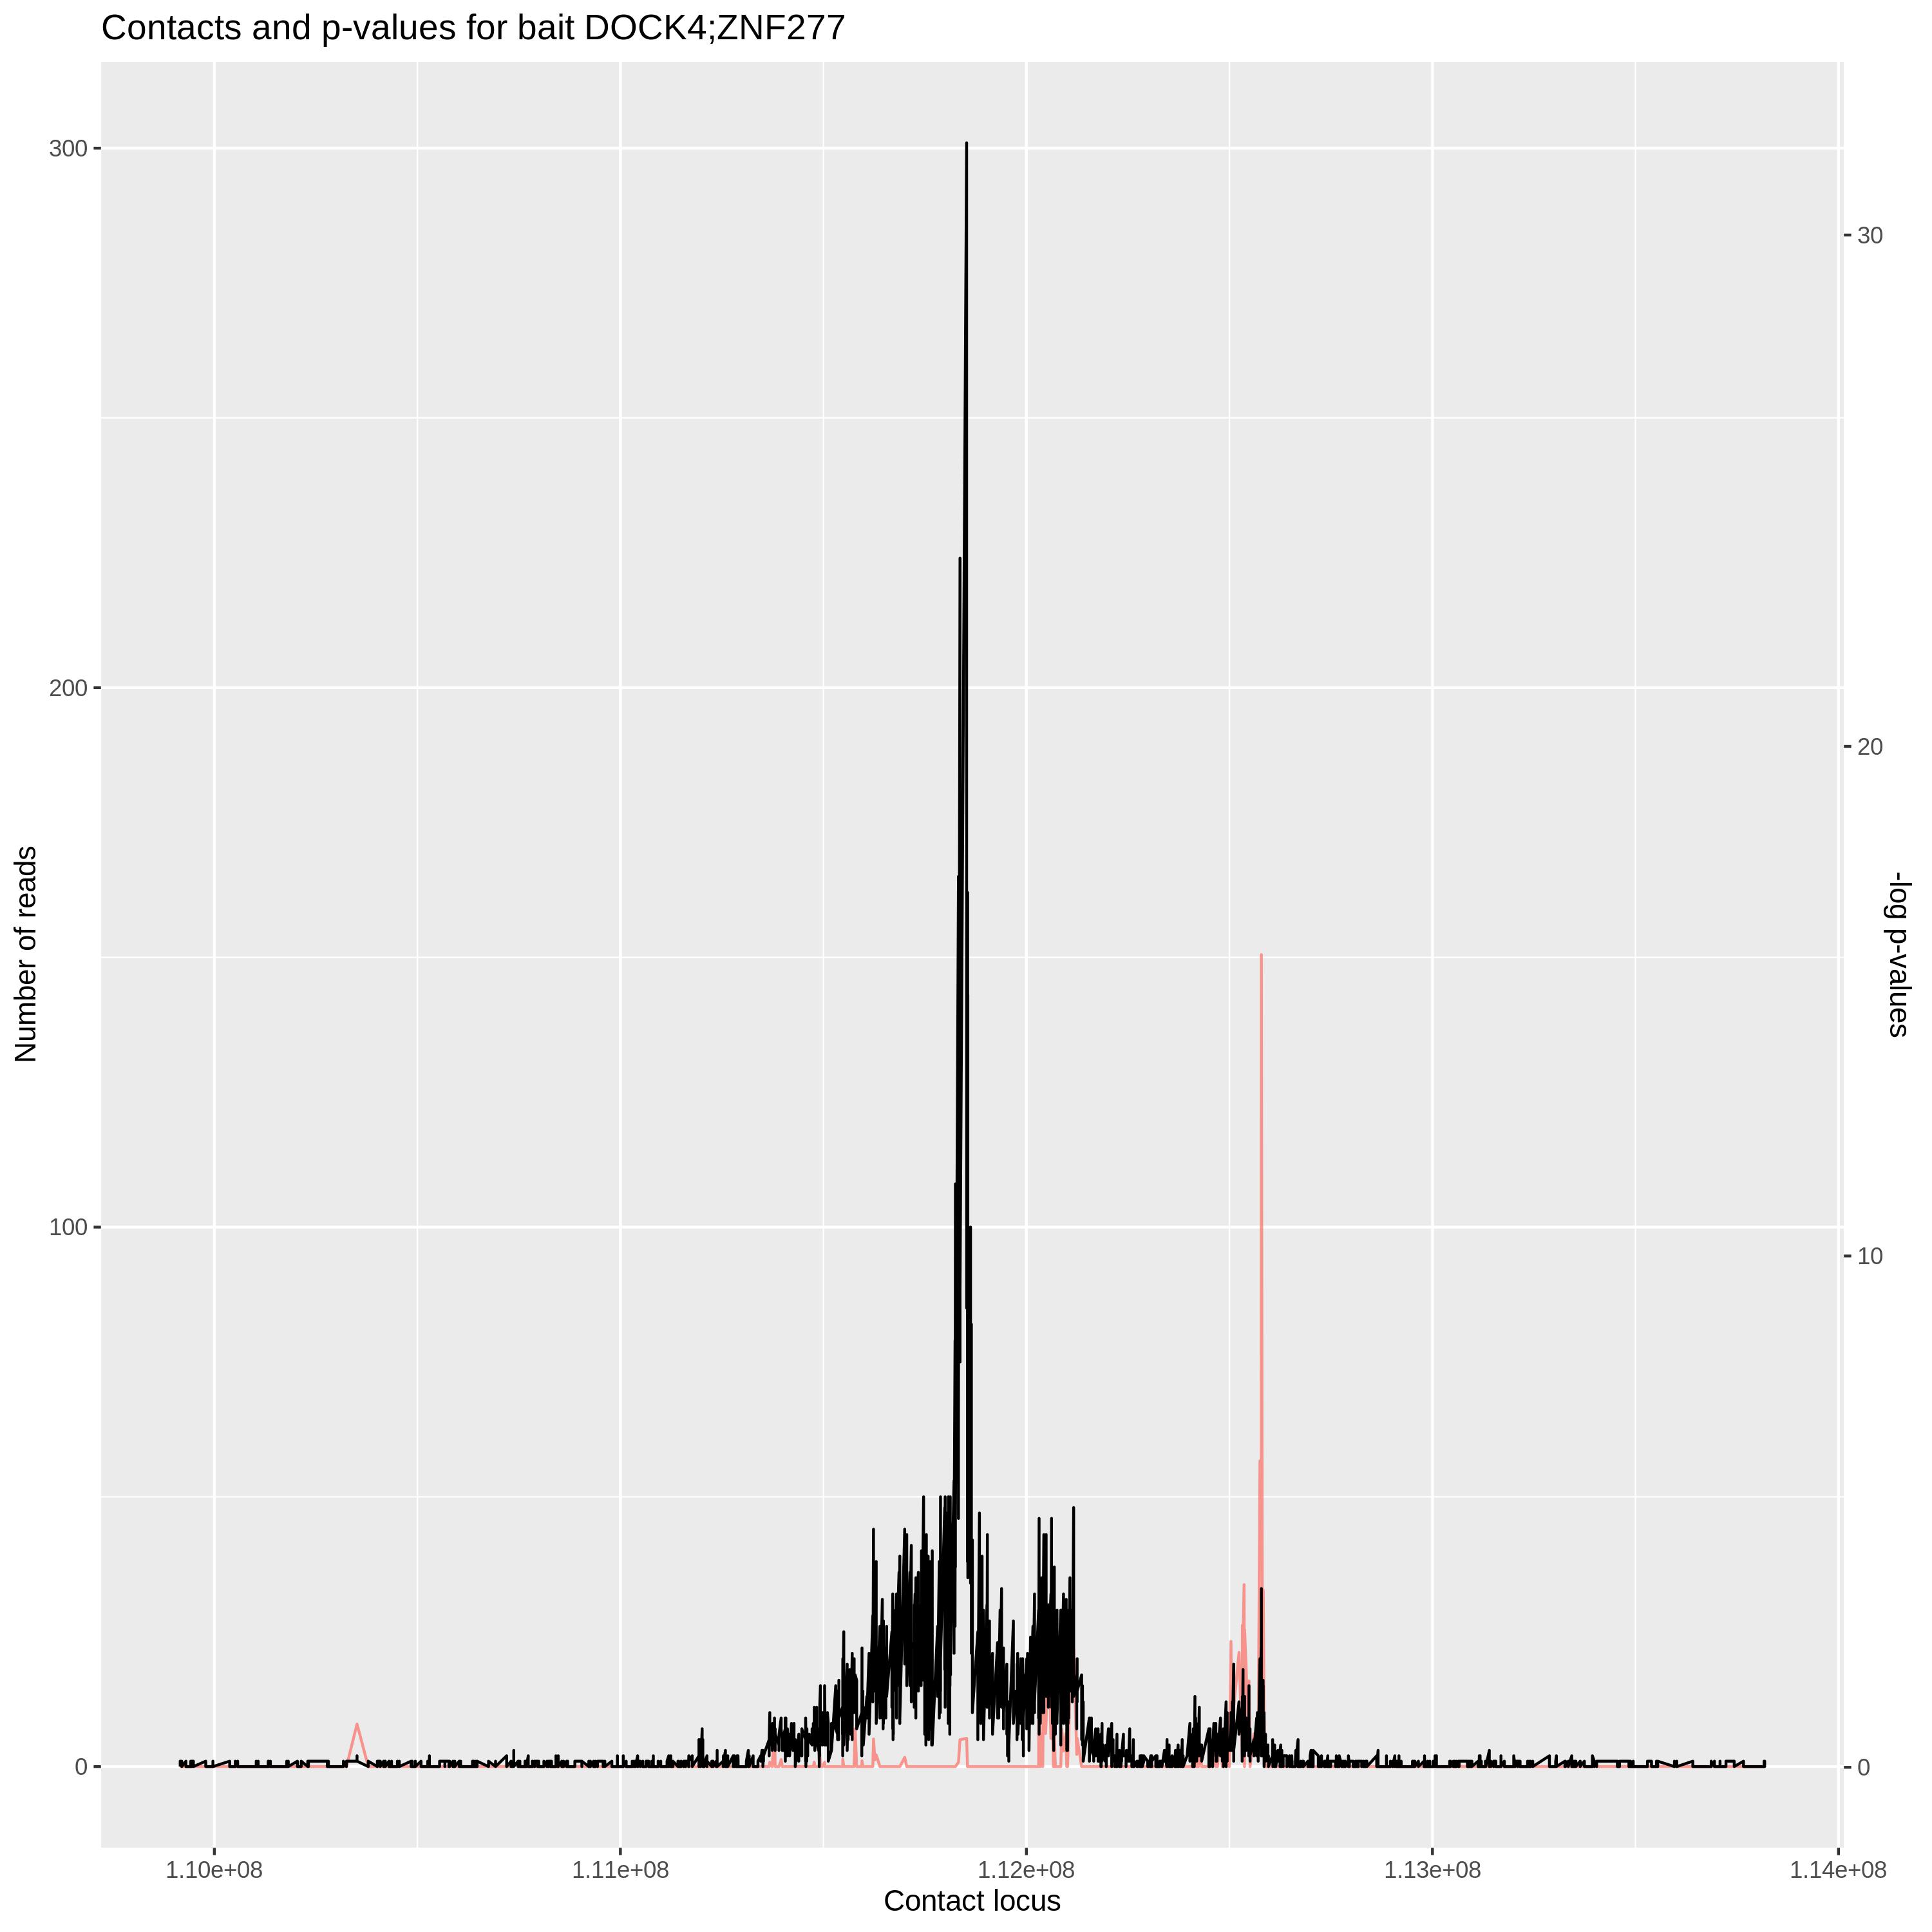 Contacts and p-values for bait DOCK4;ZNF277
300
200
100
0
Number of reads
30
20
10
0
-log p-values
1.10e+08
1.11e+08
1.12e+08
1.13e+08
1.14e+08
Contact locus